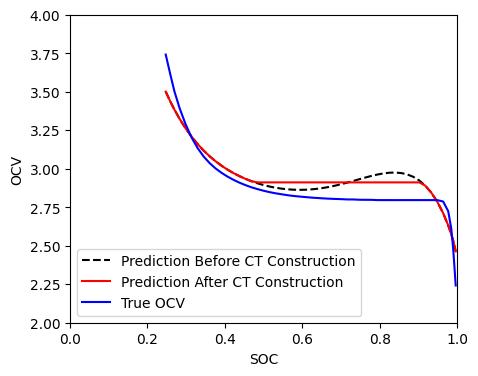 4.00
3.75
3.50
3.25
3.00
2.75
2.50
2.25
2.00
OCV
Prediction Before CT Construction
Prediction After CT Construction
True OCV
0.0 0.2 0.4 0.6 0.8 1.0
SOC